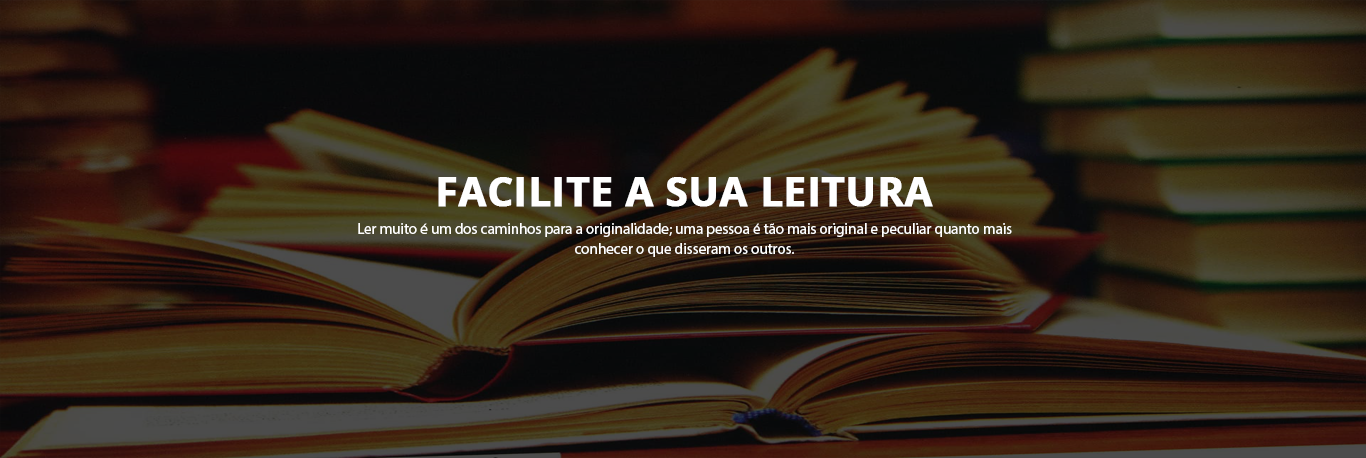 FACILITE A SUA LEITURA
Ler muito é um dos caminhos para a originalidade; uma pessoa é tão mais original e peculiar quanto mais
conhecer o que disseram os outros.